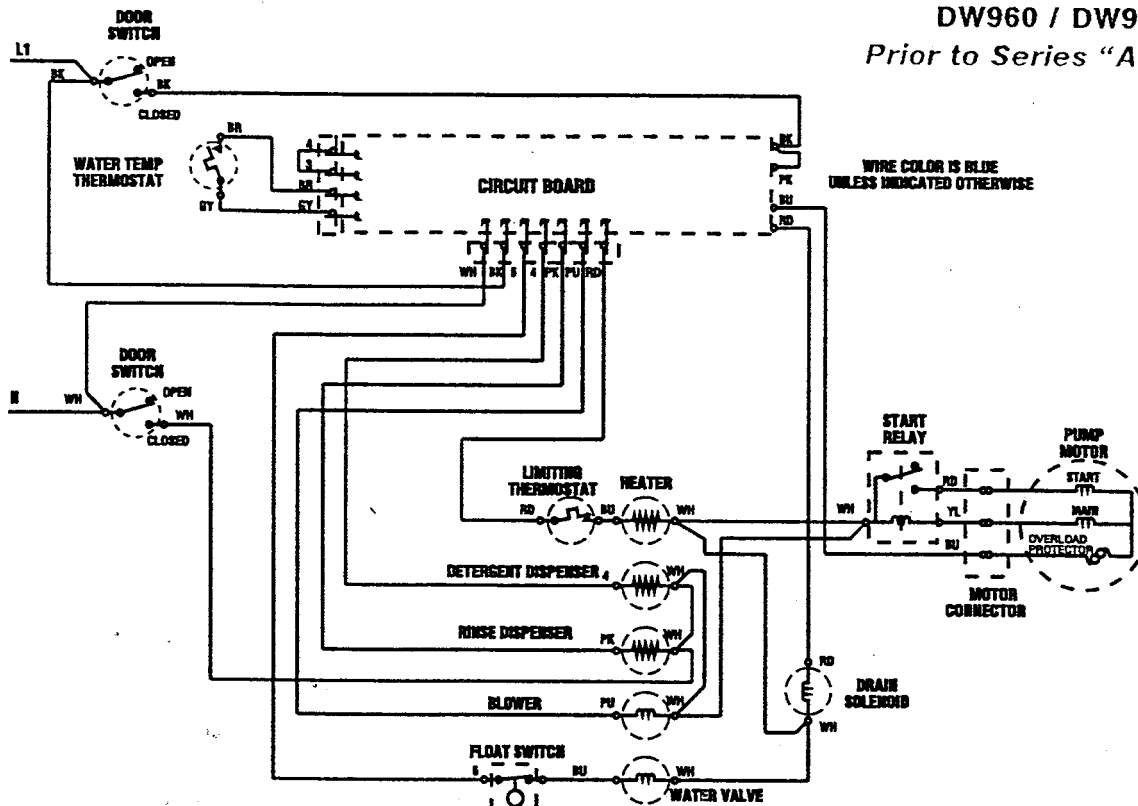 DW960 / DW9
Prior to Series “A
DOOR
SWITCH
L1
OPEN
BK
BK
CLOSED
BR
WATER TEMP
THERMOSTAT
4
3
BR
GY
GY
CIRCUIT BOARD
BK
PK
BU
RD
WIRE COLOR IS BLUE
UNLESS INDICATED OTHERWISE
WH BK 5 4 PK PU RD
DOOR
SWITCH
N
WH
OPEN
WH
CLOSED
START
RELAY
PUMP
MOTOR
LIMITING
THERMOSTAT
HEATER
RD
BU
WH
WH
RD
START
YL
MAIN
BU
OVERLOAD
PROTECTOR
MOTOR
CONNECTOR
DETERGENT DISPENSER 4
WH
RINSE DISPENSER
PK
WH
BLOWER
PU
WH
RD
DRAIN
SOLENOID
WH
FLOAT SWITCH
5
BU
WH
WATER VALVE